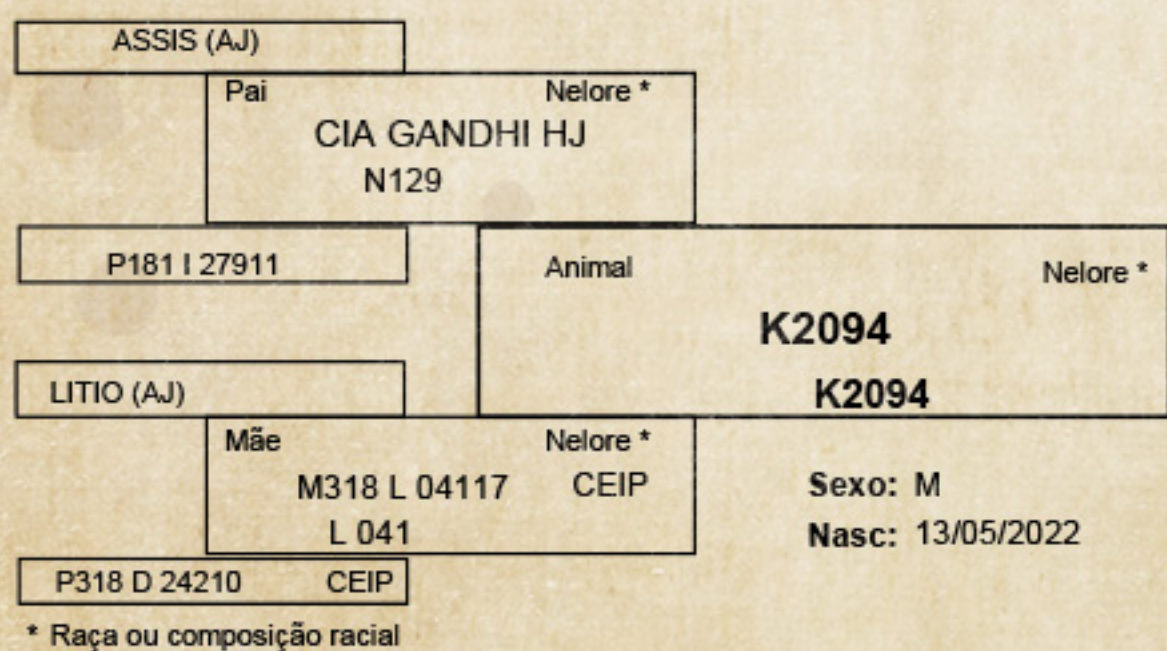 ASSIS (AJ)
Pai Nelore *
CIA GANDHI HJ
N129
P181 I 27911
Animal Nelore *
K2094
LITIO (AJ)
K2094
Mãe Nelore *
M318 L 04117 CEIP
L 041
Sexo: M
Nasc: 13/05/2022
P318 D 24210 CEIP
* Raça ou composição racial